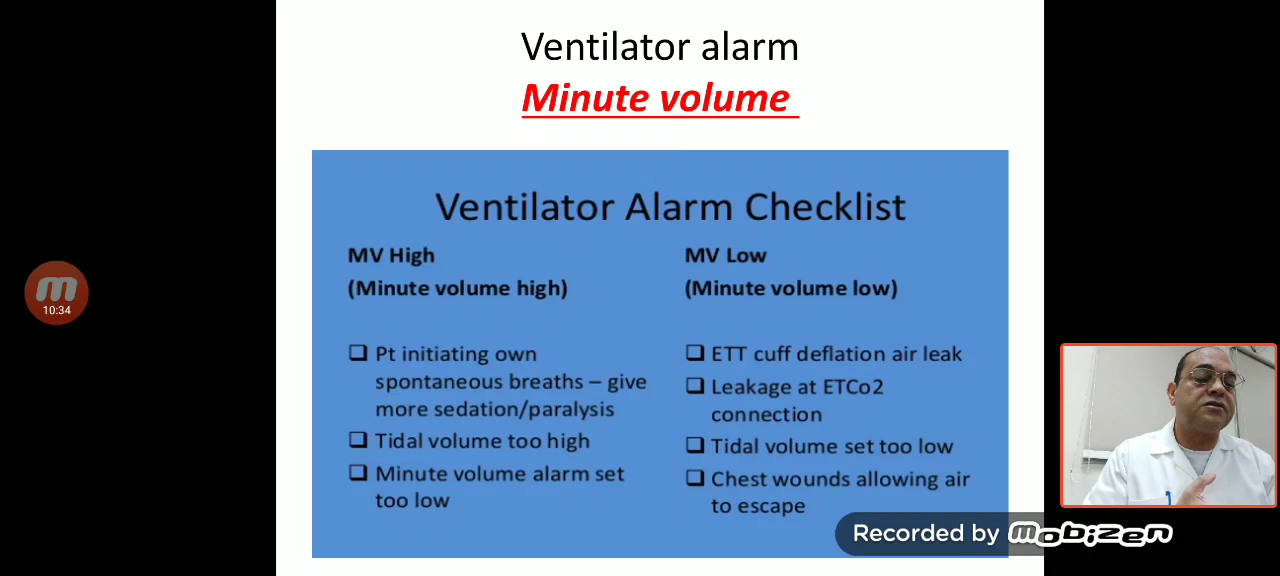 Ventilator alarm
Minute volume
Ventilator Alarm Checklist
MV High
(Minute volume high)
Pt initiating own
spontaneous breaths – give
more sedation/paralysis
Tidal volume too high
Minute volume alarm set
too low
MV Low
(Minute volume low)
ETT cuff deflation air leak
Leakage at ETCo2
connection
Tidal volume set too low
Chest wounds allowing air
to escape
10:34
Recorded by mobizen